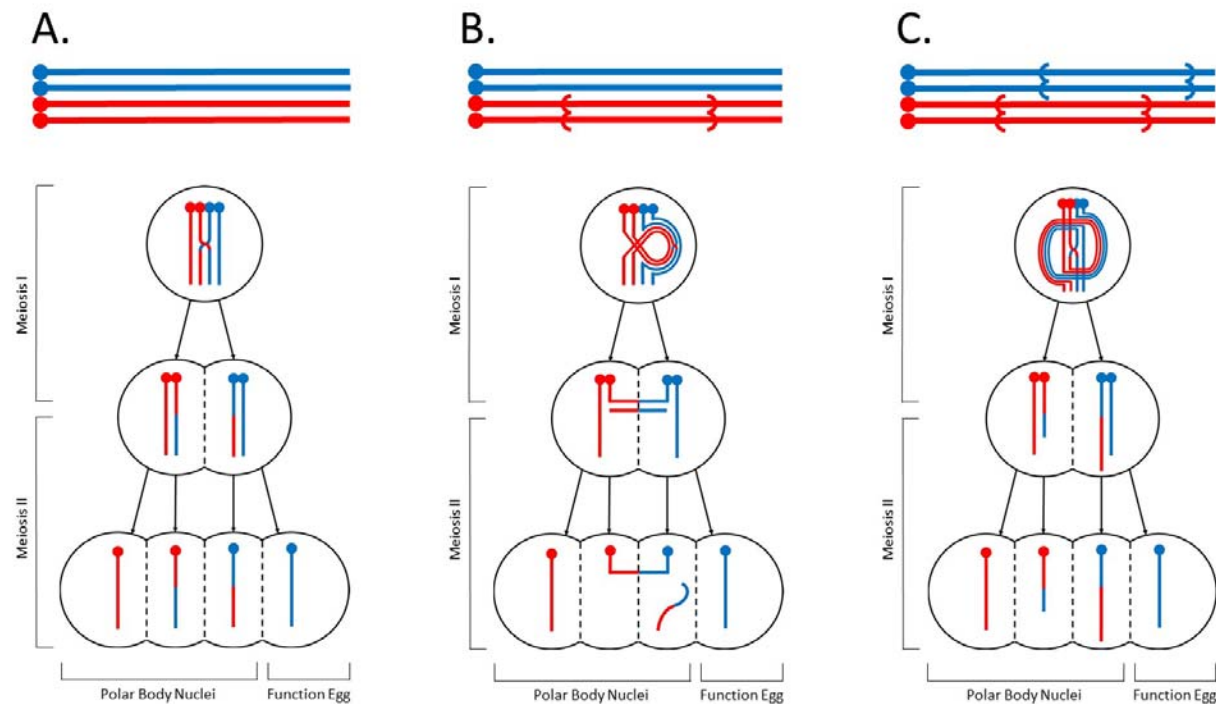 A.
B.
C.
Meiosis I
Meiosis II
Polar Body Nuclei
Function Egg
Meiosis I
Meiosis II
Polar Body Nuclei
Function Egg
Meiosis I
Meiosis II
Polar Body Nuclei
Function Egg